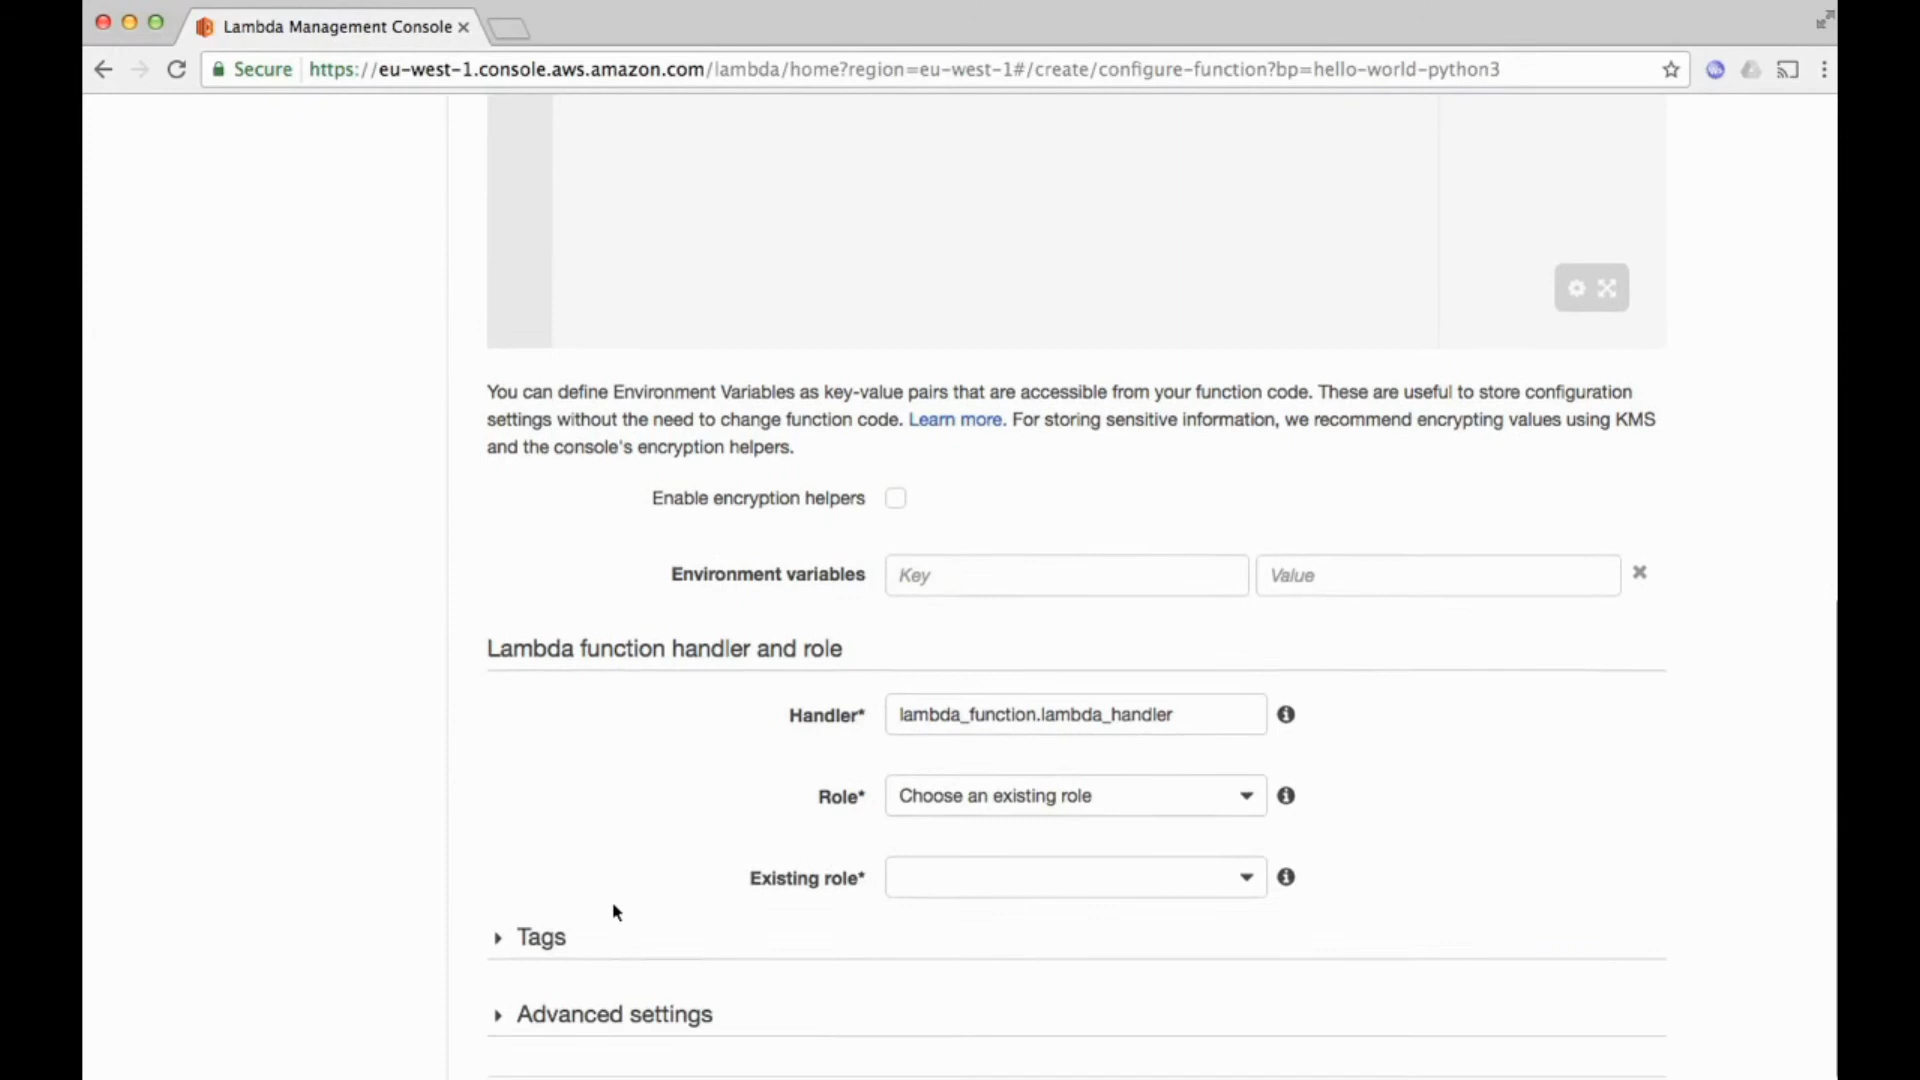 Lambda Management Console
Secure https://eu-west-1.console.aws.amazon.com/lambda/home?region=eu-west-1#/create/configure-function?bp=hello-world-python3
You can define Environment Variables as key-value pairs that are accessible from your function code. These are useful to store configuration
settings without the need to change function code. Learn more. For storing sensitive information, we recommend encrypting values using KMS
and the console's encryption helpers.
Enable encryption helpers
Environment variables Key Value
Lambda function handler and role
Handler* lambda_function.lambda_handler
Role* Choose an existing role
Existing role*
Tags
Advanced settings